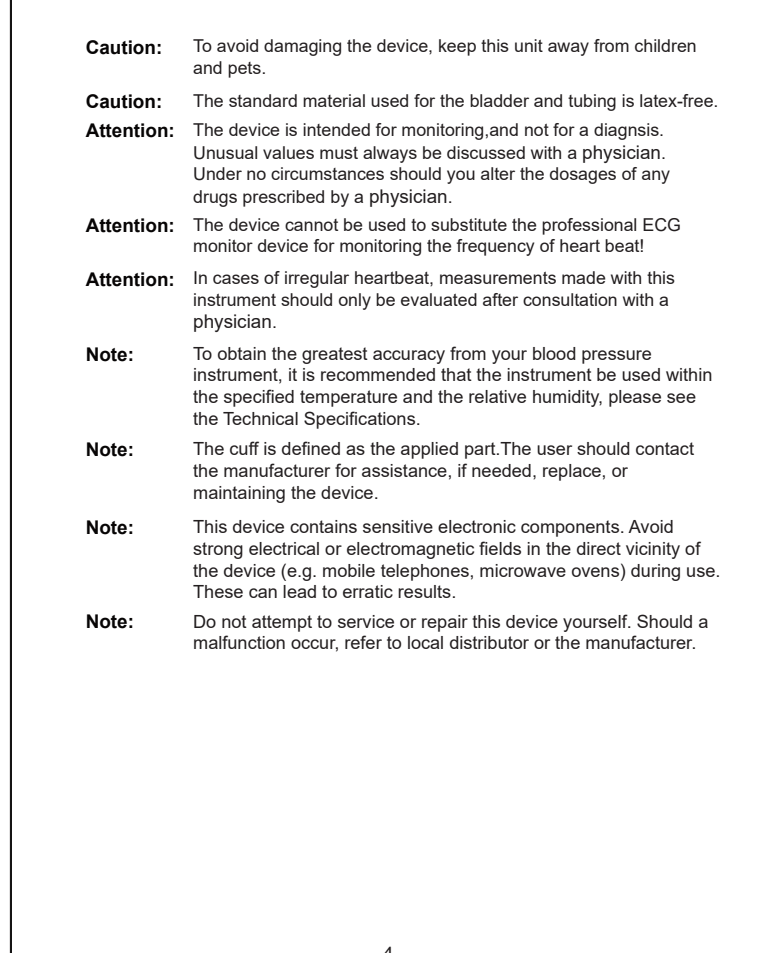 Caution: To avoid damaging the device, keep this unit away from children
and pets.
Caution: The standard material used for the bladder and tubing is latex-free.
Attention: The device is intended for monitoring,and not for a diagnsis.
Unusual values must always be discussed with a physician.
Under no circumstances should you alter the dosages of any
drugs prescribed by a physician.
Attention: The device cannot be used to substitute the professional ECG
monitor device for monitoring the frequency of heart beat!
Attention: In cases of irregular heartbeat, measurements made with this
instrument should only be evaluated after consultation with a
physician.
Note: To obtain the greatest accuracy from your blood pressure
instrument, it is recommended that the instrument be used within
the specified temperature and the relative humidity, please see
the Technical Specifications.
Note: The cuff is defined as the applied part.The user should contact
the manufacturer for assistance, if needed, replace, or
maintaining the device.
Note: This device contains sensitive electronic components. Avoid
strong electrical or electromagnetic fields in the direct vicinity of
the device (e.g. mobile telephones, microwave ovens) during use.
These can lead to erratic results.
Note: Do not attempt to service or repair this device yourself. Should a
malfunction occur, refer to local distributor or the manufacturer.
4